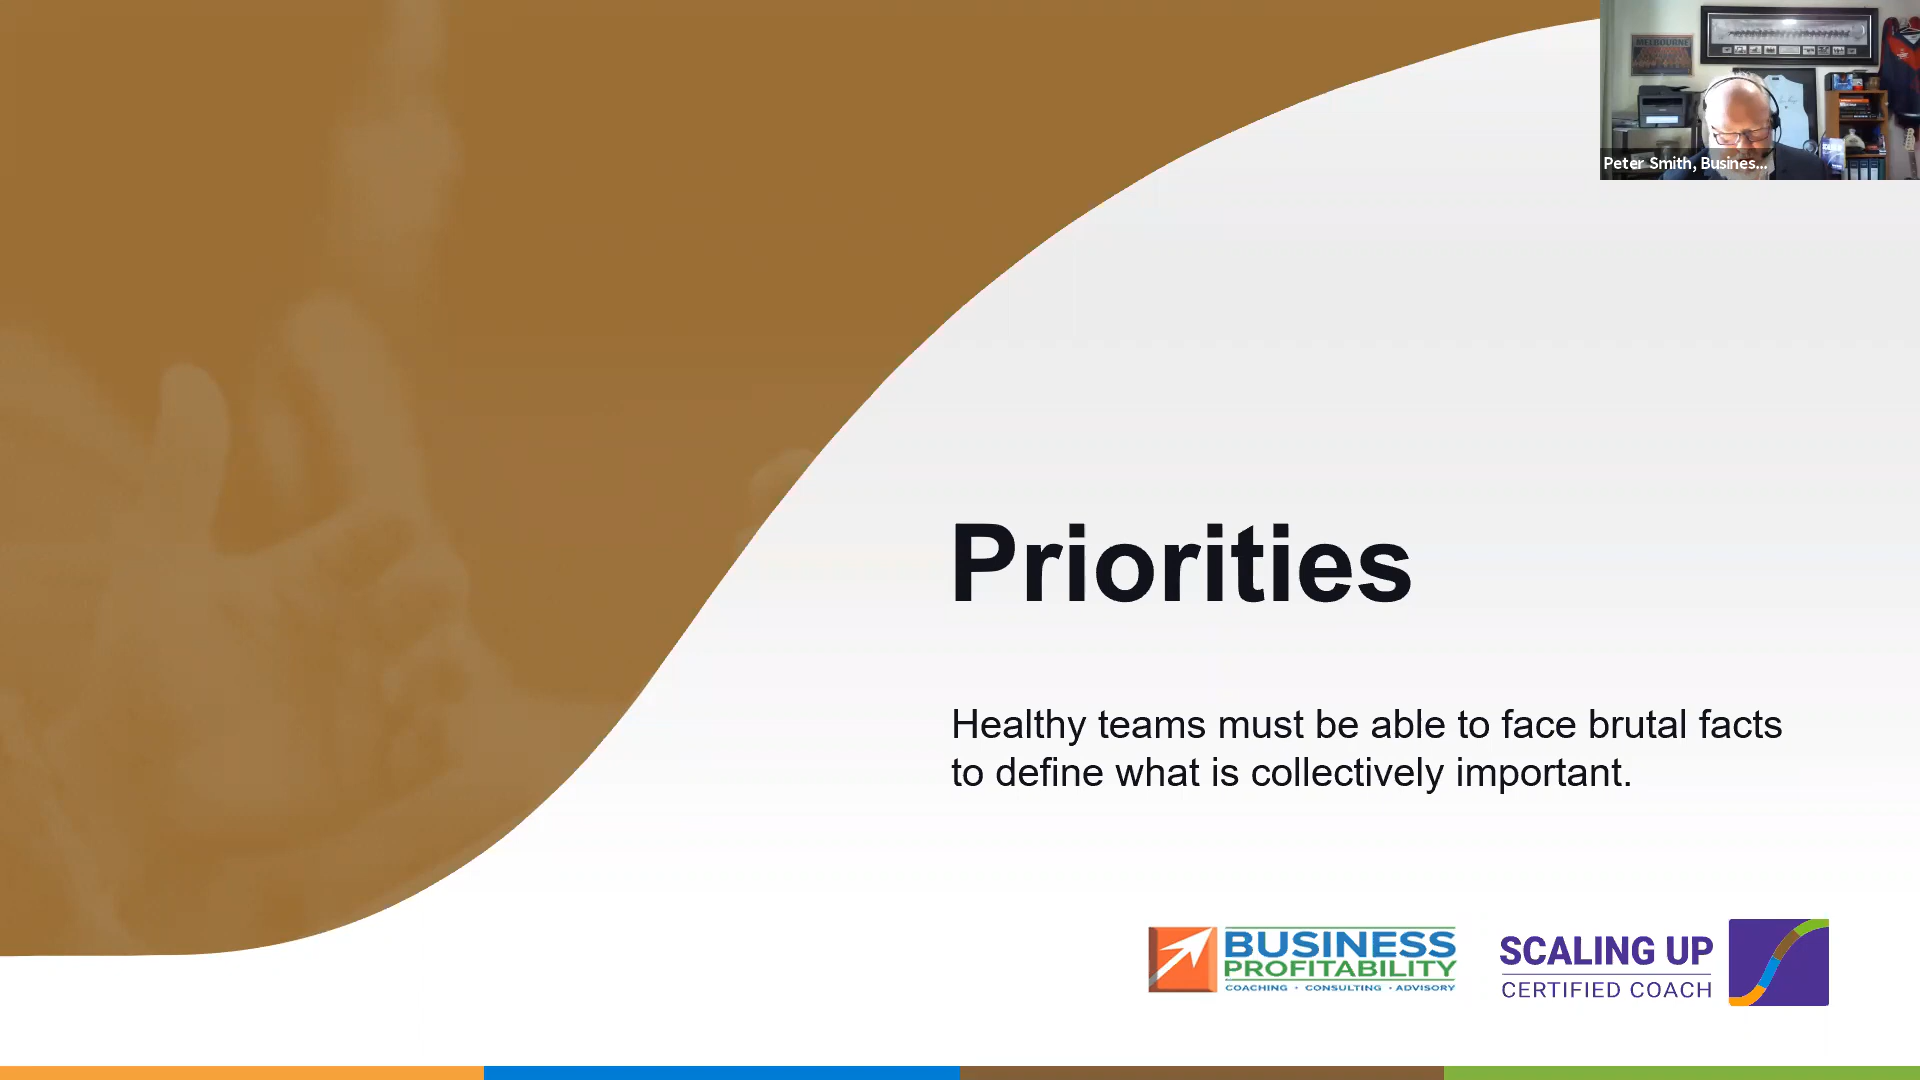 MELBOURNE
Peter Smith, Busines...
Priorities
Healthy teams must be able to face brutal facts
to define what is collectively important.
BUSINESS
PROFITABILITY
COACHING • CONSULTING • ADVISORY
SCALING UP
CERTIFIED COACH